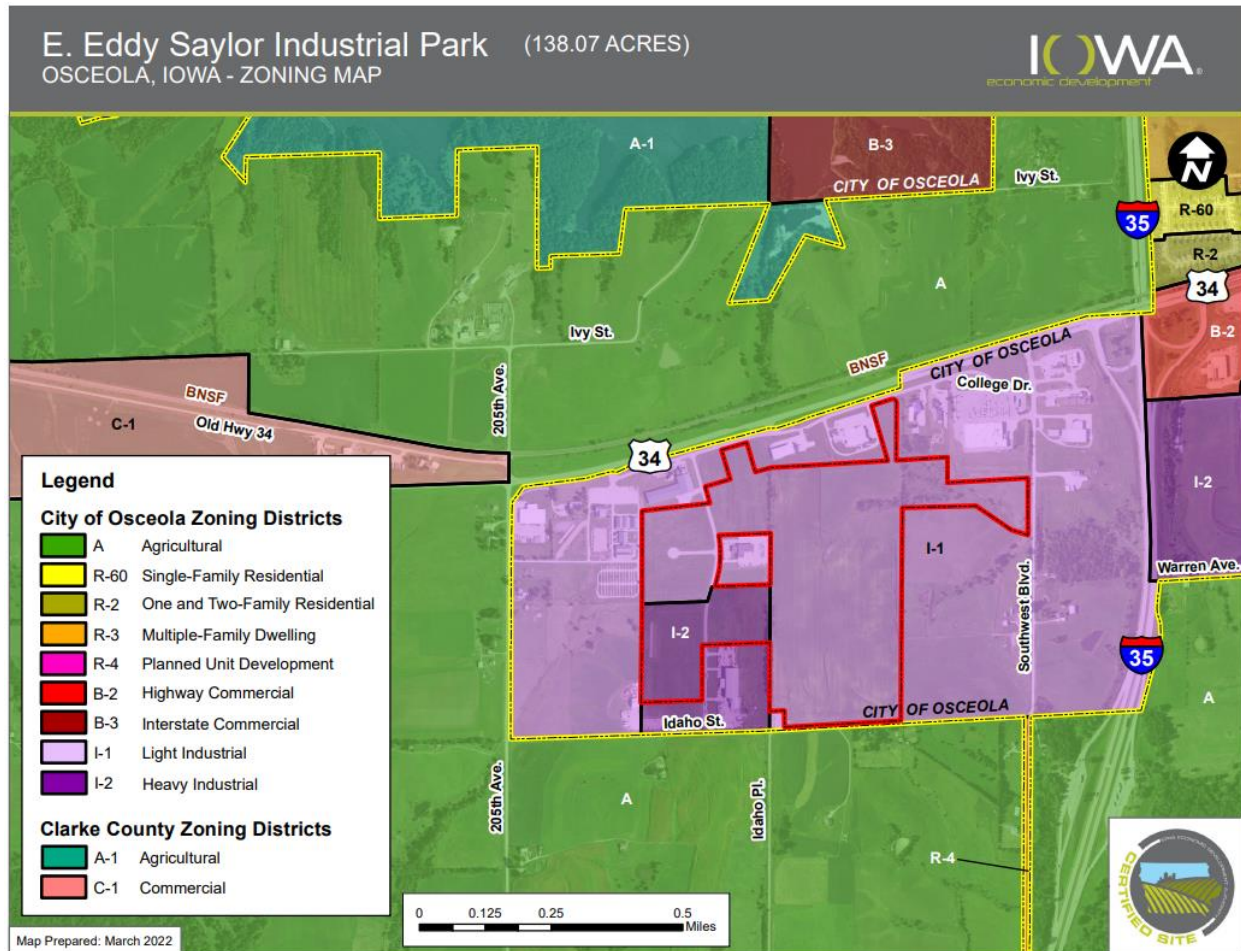 E. Eddy Saylor Industrial Park (138.07 ACRES)
OSCEOLA, IOWA - ZONING MAP
IOWA®
economic development
A-1
B-3
CITY OF OSCEOLA
Ivy St.
N
35
R-60
R-2
34
B-2
A
Ivy St.
BNSF
CITY OF OSCEOLA
College Dr.
205th Ave.
BNSF
Old Hwy 34
C-1
34
I-2
I-1
Warren Ave.
Southwest Blvd.
I-2
35
A
CITY OF OSCEOLA
Idaho St.
205th Ave.
A
Idaho Pl.
R-4
Legend
City of Osceola Zoning Districts
A Agricultural
R-60 Single-Family Residential
R-2 One and Two-Family Residential
R-3 Multiple-Family Dwelling
R-4 Planned Unit Development
B-2 Highway Commercial
B-3 Interstate Commercial
I-1 Light Industrial
I-2 Heavy Industrial
Clarke County Zoning Districts
A-1 Agricultural
C-1 Commercial
0 0.125 0.25 0.5
Miles
CERTIFIED SITE
Map Prepared: March 2022